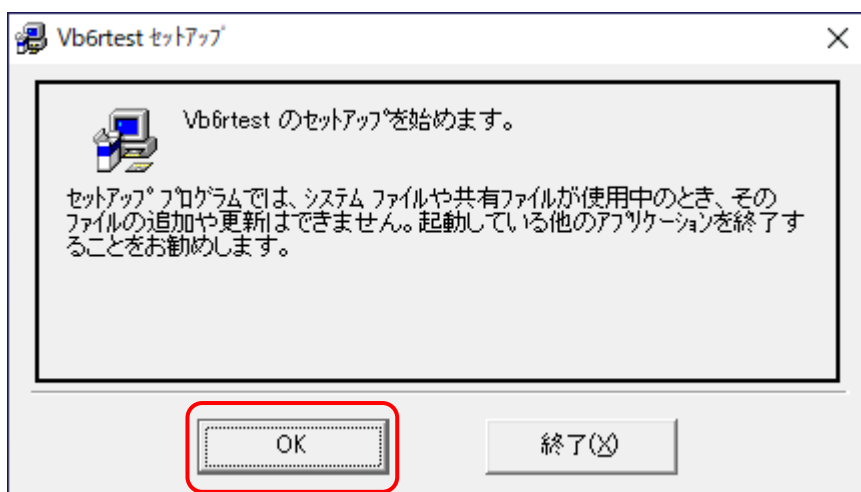 Vb6rtest ｾｯﾄｱｯﾌﾟ
Vb6rtest のｾｯﾄｱｯﾌﾟを始めます。
ｾｯﾄｱｯﾌﾟ ﾌﾟﾛｸﾞﾗﾑでは、ｼｽﾃﾑ ﾌｧｲﾙや共有ﾌｧｲﾙが使用中のとき、その
ﾌｧｲﾙの追加や更新はできません。起動している他のｱﾌﾟﾘｹｰｼｮﾝを終了す
ることをお勧めします。
OK
終了(X)